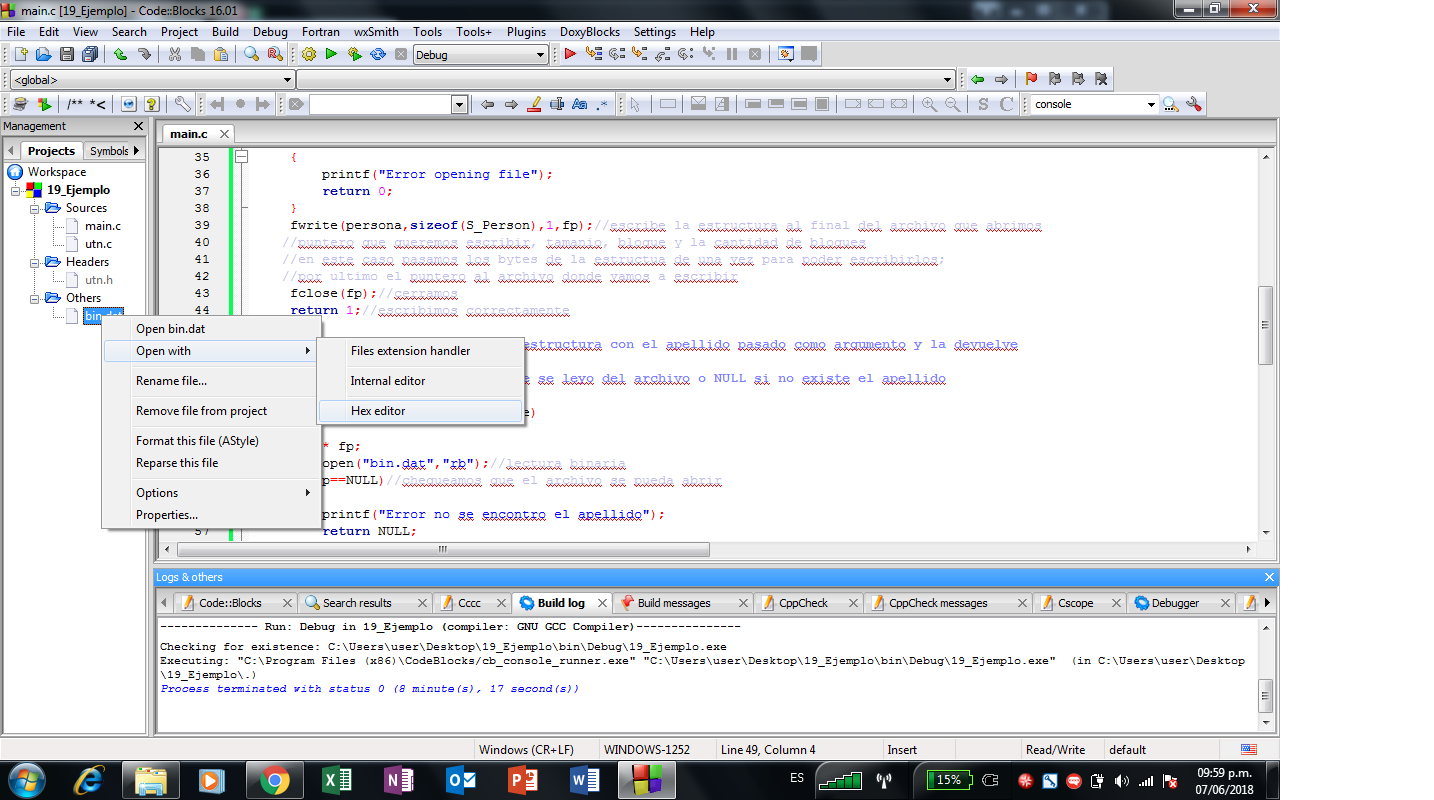 main.c [19_Ejemplo] - Code::Blocks 16.01
File Edit View Search Project Build Debug Fortran wxSmith Tools Tools+ Plugins DoxyBlocks Settings Help
Debug
<global>
/** *<
Aa .*
S C
console
Management
Projects Symbols
Workspace
19_Ejemplo
Sources
main.c
utn.c
Headers
utn.h
Others
bin.dat
Open bin.dat
Open with
Rename file...
Remove file from project
Format this file (AStyle)
Reparse this file
Options
Properties...
Files extension handler
Internal editor
Hex editor
main.c
35 {
36 printf("Error opening file");
37 return 0;
38 }
39 fwrite(persona,sizeof(S_Person),1,fp);//escribe la estructura al final del archivo que abrimos
40 //puntero que queremos escribir, tamanio, bloque y la cantidad de bloques
41 //en este caso pasamos los bytes de la estructua de una vez para poder escribirlos;
42 //por ultimo el puntero al archivo donde vamos a escribir
43 fclose(fp);//cerramos
44 return 1;//escribimos correctamente
estructura con el apellido pasado como argumento y la devuelve
e se leyo del archivo o NULL si no existe el apellido
e)
* fp;
open("bin.dat","rb");//lectura binaria
p==NULL)//chequeamos que el archivo se pueda abrir
printf("Error no se encontro el apellido");
57 return NULL;
Logs & others
Code::Blocks Search results Cccc Build log Build messages CppCheck CppCheck messages Cscope Debugger
-------------- Run: Debug in 19_Ejemplo (compiler: GNU GCC Compiler)---------------
Checking for existence: C:\Users\user\Desktop\19_Ejemplo\bin\Debug\19_Ejemplo.exe
Executing: "C:\Program Files (x86)\CodeBlocks/cb_console_runner.exe" "C:\Users\user\Desktop\19_Ejemplo\bin\Debug\19_Ejemplo.exe" (in C:\Users\user\Desktop
\19_Ejemplo\.)
Process terminated with status 0 (8 minute(s), 17 second(s))
Windows (CR+LF) WINDOWS-1252 Line 49, Column 4 Insert Read/Write default
ES
15%
09:59 p.m.
07/06/2018